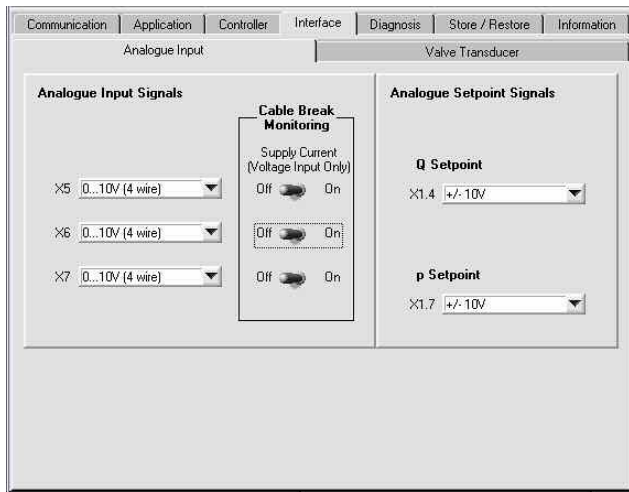 Communication Application Controller Interface Diagnosis Store / Restore Information
Analogue Input Valve Transducer
Analogue Input Signals
Cable Break
Monitoring
Supply Current
(Voltage Input Only)
X5 0...10V (4 wire) Off On
X6 0...10V (4 wire) Off On
X7 0...10V (4 wire) Off On
Analogue Setpoint Signals
Q Setpoint
X1.4 +/- 10V
p Setpoint
X1.7 +/- 10V